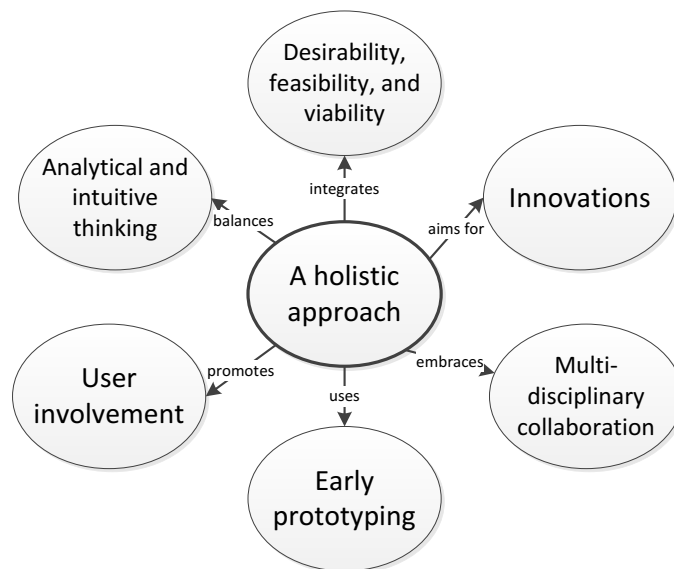 Desirability,
feasibility, and
viability
Analytical and
intuitive
thinking
integrates
Innovations
balances
aims for
A holistic
approach
User
involvement
promotes
embraces
Multi-
disciplinary
collaboration
uses
Early
prototyping